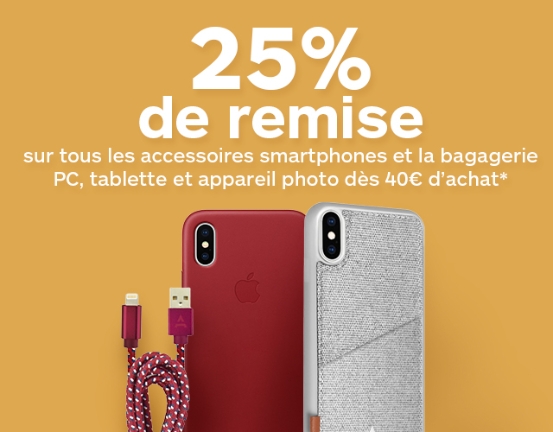 25%
de remise
sur tous les accessoires smartphones et la bagagerie
PC, tablette et appareil photo dès 40€ d'achat*